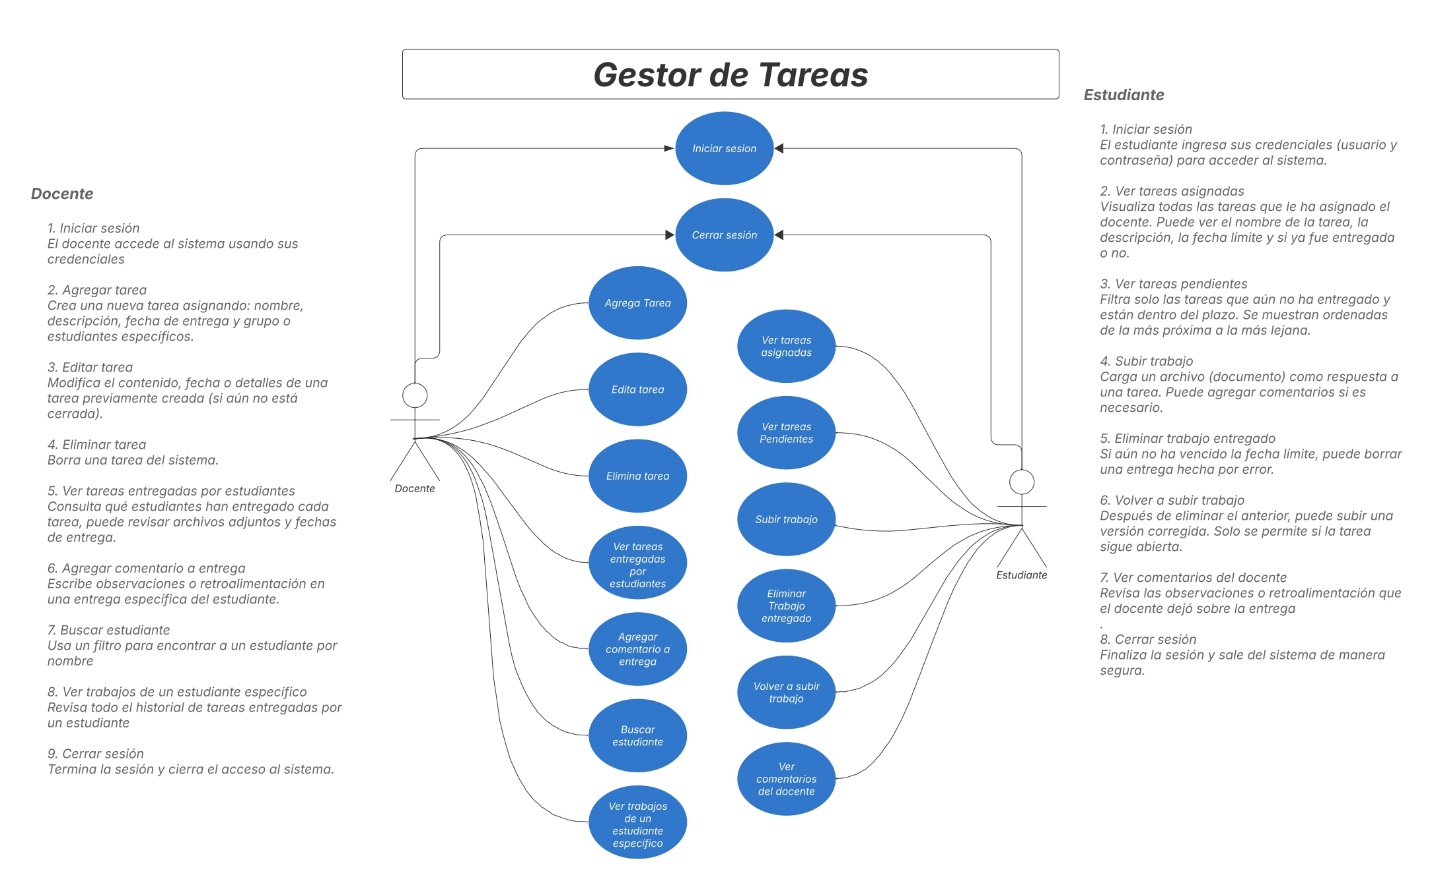 Gestor de Tareas
Docente
1. Iniciar sesión
El docente accede al sistema usando sus
credenciales
2. Agregar tarea
Crea una nueva tarea asignando: nombre,
descripción, fecha de entrega y grupo o
estudiantes específicos.
3. Editar tarea
Modifica el contenido, fecha o detalles de una
tarea previamente creada (si aún no está
cerrada).
4. Eliminar tarea
Borra una tarea del sistema.
5. Ver tareas entregadas por estudiantes
Consulta qué estudiantes han entregado cada
tarea, puede revisar archivos adjuntos y fechas
de entrega.
6. Agregar comentario a entrega
Escribe observaciones o retroalimentación en
una entrega específica del estudiante.
7. Buscar estudiante
Usa un filtro para encontrar a un estudiante por
nombre
8. Ver trabajos de un estudiante específico
Revisa todo el historial de tareas entregadas por
un estudiante
9. Cerrar sesión
Termina la sesión y cierra el acceso al sistema.
Docente
Iniciar sesion
Cerrar sesión
Agrega Tarea
Edita tarea
Elimina tarea
Ver tareas
entregadas
por
estudiantes
Agregar
comentario a
entrega
Buscar
estudiante
Ver trabajos
de un
estudiante
específico
Ver tareas
asignadas
Ver tareas
Pendientes
Subir trabajo
Eliminar
Trabajo
entregado
Volver a subir
trabajo
Ver
comentarios
del docente
Estudiante
Estudiante
1. Iniciar sesión
El estudiante ingresa sus credenciales (usuario y
contraseña) para acceder al sistema.
2. Ver tareas asignadas
Visualiza todas las tareas que le ha asignado el
docente. Puede ver el nombre de la tarea, la
descripción, la fecha límite y si ya fue entregada
o no.
3. Ver tareas pendientes
Filtra solo las tareas que aún no ha entregado y
están dentro del plazo. Se muestran ordenadas
de la más próxima a la más lejana.
4. Subir trabajo
Carga un archivo (documento) como respuesta a
una tarea. Puede agregar comentarios si es
necesario.
5. Eliminar trabajo entregado
Si aún no ha vencido la fecha límite, puede borrar
una entrega hecha por error.
6. Volver a subir trabajo
Después de eliminar el anterior, puede subir una
versión corregida. Solo se permite si la tarea
sigue abierta.
7. Ver comentarios del docente
Revisa las observaciones o retroalimentación que
el docente dejó sobre la entrega
.
8. Cerrar sesión
Finaliza la sesión y sale del sistema de manera
segura.